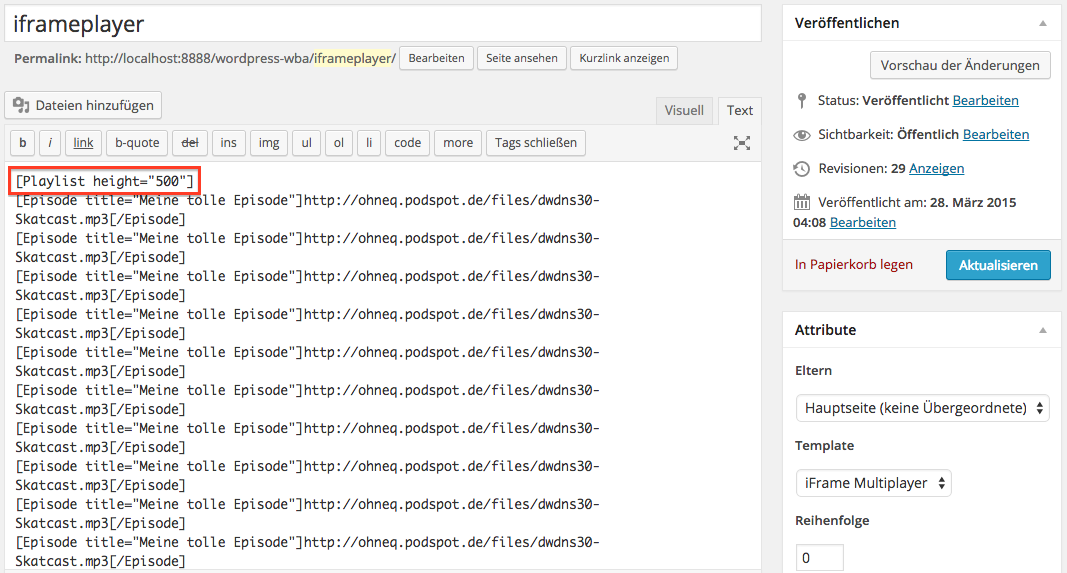 iframeplayer
Permalink: http://localhost:8888/wordpress-wba/iframeplayer/ Bearbeiten Seite ansehen Kurzlink anzeigen
Dateien hinzufügen
Visuell Text
b i link b-quote del ins img ul ol li code more Tags schließen
[Playlist height="500"]
[Episode title="Meine tolle Episode"]http://ohneq.podspot.de/files/dwdns30-
Skatcast.mp3[/Episode]
[Episode title="Meine tolle Episode"]http://ohneq.podspot.de/files/dwdns30-
Skatcast.mp3[/Episode]
[Episode title="Meine tolle Episode"]http://ohneq.podspot.de/files/dwdns30-
Skatcast.mp3[/Episode]
[Episode title="Meine tolle Episode"]http://ohneq.podspot.de/files/dwdns30-
Skatcast.mp3[/Episode]
[Episode title="Meine tolle Episode"]http://ohneq.podspot.de/files/dwdns30-
Skatcast.mp3[/Episode]
[Episode title="Meine tolle Episode"]http://ohneq.podspot.de/files/dwdns30-
Skatcast.mp3[/Episode]
[Episode title="Meine tolle Episode"]http://ohneq.podspot.de/files/dwdns30-
Skatcast.mp3[/Episode]
[Episode title="Meine tolle Episode"]http://ohneq.podspot.de/files/dwdns30-
Skatcast.mp3[/Episode]
[Episode title="Meine tolle Episode"]http://ohneq.podspot.de/files/dwdns30-
Skatcast.mp3[/Episode]
[Episode title="Meine tolle Episode"]http://ohneq.podspot.de/files/dwdns30-
Skatcast.mp3[/Episode]
Veröffentlichen
Vorschau der Änderungen
Status: Veröffentlicht Bearbeiten
Sichtbarkeit: Öffentlich Bearbeiten
Revisionen: 29 Anzeigen
Veröffentlicht am: 28. März 2015
04:08 Bearbeiten
In Papierkorb legen Aktualisieren
Attribute
Eltern
Hauptseite (keine Übergeordnete)
Template
iFrame Multiplayer
Reihenfolge
0